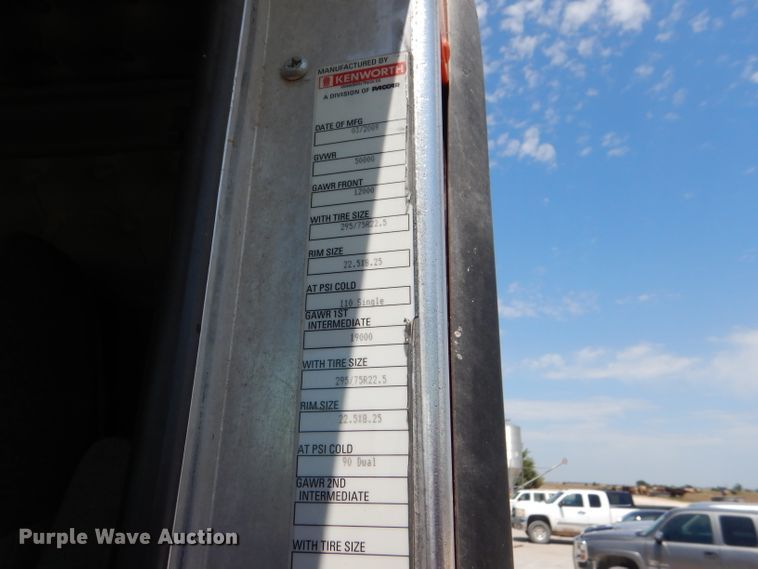 MANUFACTURED BY
KENWORTH
A DIVISION OF PACCAR
DATE OF MFG
03/2009
GVWR
50000
GAWR FRONT
12000
WITH TIRE SIZE
295/75R22.5
RIM SIZE
22.5X8.25
AT PSI COLD
110 Single
GAWR 1ST
INTERMEDIATE
19000
WITH TIRE SIZE
295/75R22.5
RIM SIZE
22.5X8.25
AT PSI COLD
90 Dual
GAWR 2ND
INTERMEDIATE
WITH TIRE SIZE
Purple Wave Auction